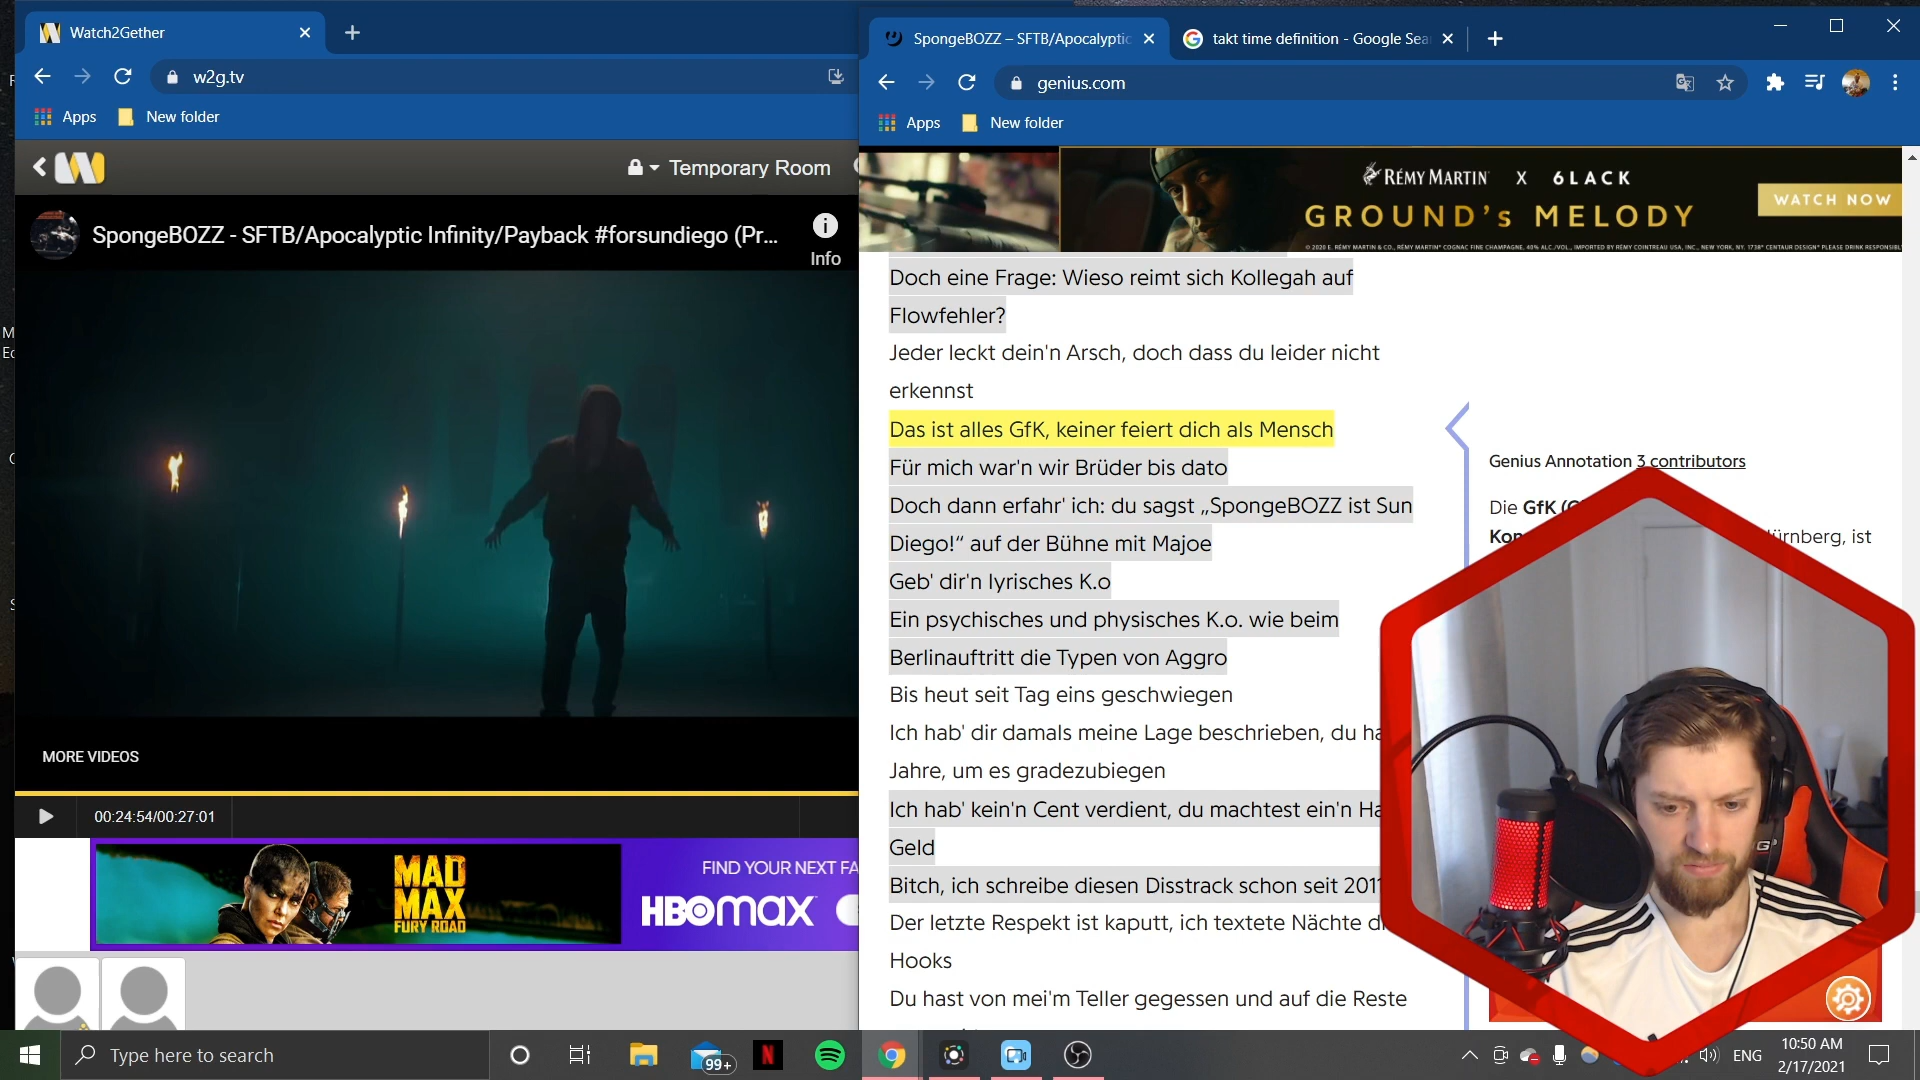 Watch2Gether
w2g.tv
Apps
New folder
Temporary Room
SpongeBOZZ - SFTB/Apocalyptic Infinity/Payback #forsundiego (Pr...
Info
MORE VIDEOS
00:24:54/00:27:01
MAD
MAX
FURY ROAD
FIND YOUR NEXT FA
HBOmax
SpongeBOZZ – SFTB/Apocalyptic
takt time definition - Google Sea
genius.com
Apps
New folder
RÉMY MARTIN X 6LACK
GROUND's MELODY
WATCH NOW
Doch eine Frage: Wieso reimt sich Kollegah auf
Flowfehler?
Jeder leckt dein'n Arsch, doch dass du leider nicht
erkennst
Das ist alles GfK, keiner feiert dich als Mensch
Für mich war'n wir Brüder bis dato
Doch dann erfahr' ich: du sagst „SpongeBOZZ ist Sun
Diego!“ auf der Bühne mit Majoe
Geb' dir'n lyrisches K.o
Ein psychisches und physisches K.o. wie beim
Berlinauftritt die Typen von Aggro
Bis heut seit Tag eins geschwiegen
Ich hab' dir damals meine Lage beschrieben, du ha
Jahre, um es gradezubiegen
Ich hab' kein'n Cent verdient, du machtest ein'n Ha
Geld
Bitch, ich schreibe diesen Disstrack schon seit 2011
Der letzte Respekt ist kaputt, ich textete Nächte d
Hooks
Du hast von mei'm Teller gegessen und auf die Reste
Genius Annotation 3 contributors
Die GfK
Kon ürnberg, ist
Type here to search
99+
ENG
10:50 AM
2/17/2021